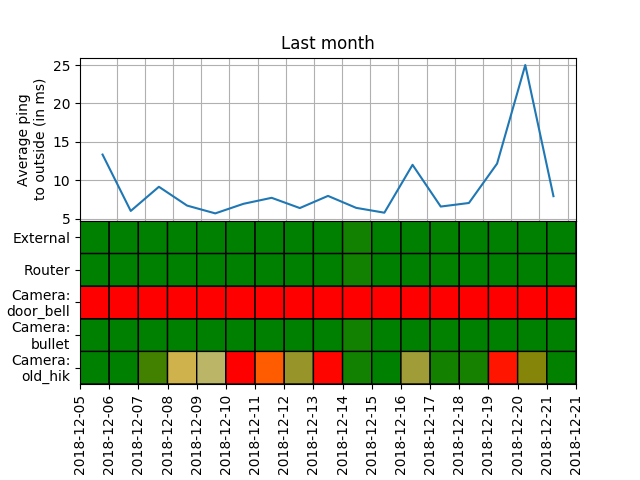 Last month
Average ping
to outside (in ms)
25
20
15
10
5
External
Router
Camera:
door_bell
Camera:
bullet
Camera:
old_hik
2018-12-05
2018-12-06
2018-12-07
2018-12-08
2018-12-09
2018-12-10
2018-12-11
2018-12-12
2018-12-13
2018-12-14
2018-12-15
2018-12-16
2018-12-17
2018-12-18
2018-12-19
2018-12-20
2018-12-21
2018-12-21